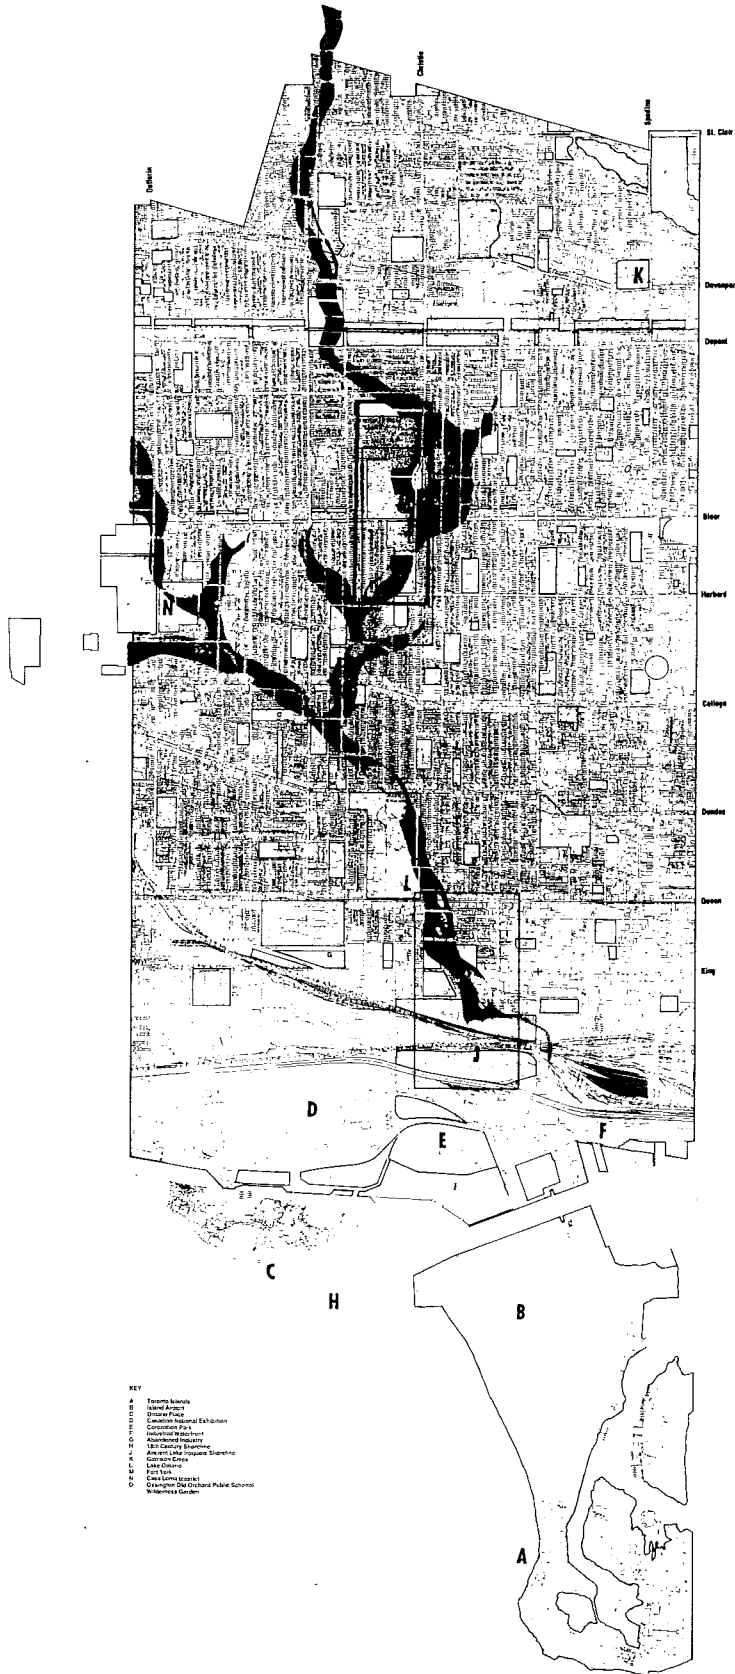 Christie
Spadina
St. Clair
Dufferin
K
Davenport
Dupont
Bloor
Harbord
N
College
Dundas
L
Queen
G
King
J
D
E
F
C
H
B
KEY
A Toronto Islands
B Island Airport
C Ontario Place
D Canadian National Exhibition
E Coronation Park
F Industrial Waterfront
G Abandoned Industry
H 18th Century Shoreline
J Ancient Lake Iroquois Shoreline
K Garrison Creek
L Lake Ontario
M Fort York
N Casa Loma (castle)
O Ossington Old Orchard Public School
Wilderness Garden
A